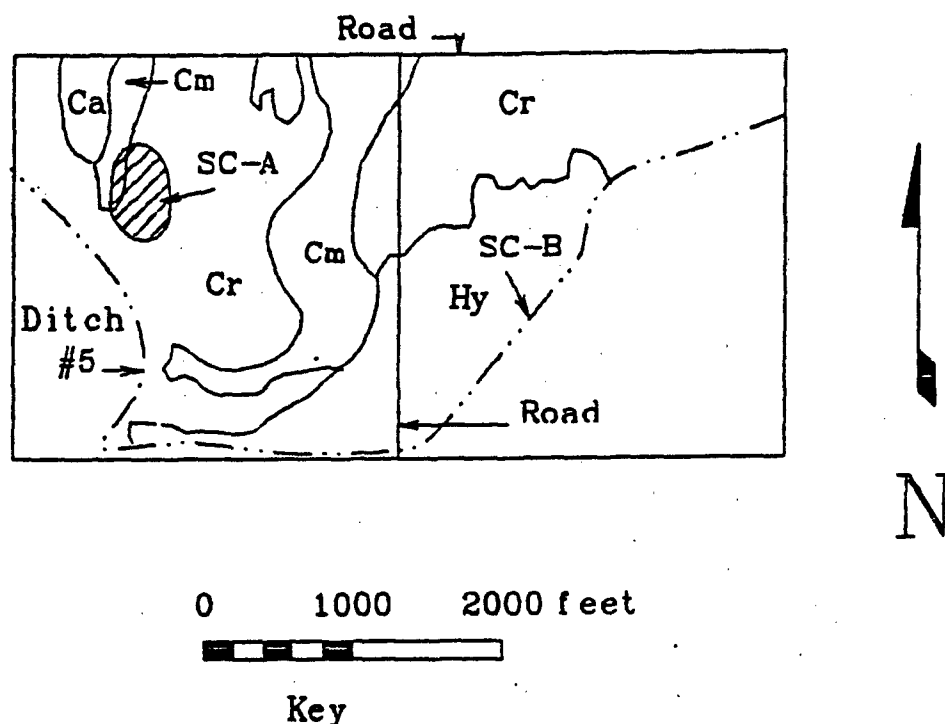 Road
Cm
Ca
Cr
SC-A
Cm
SC-B
Cr
Hy
Ditch
#5
Road
N
0 1000 2000 feet
Key